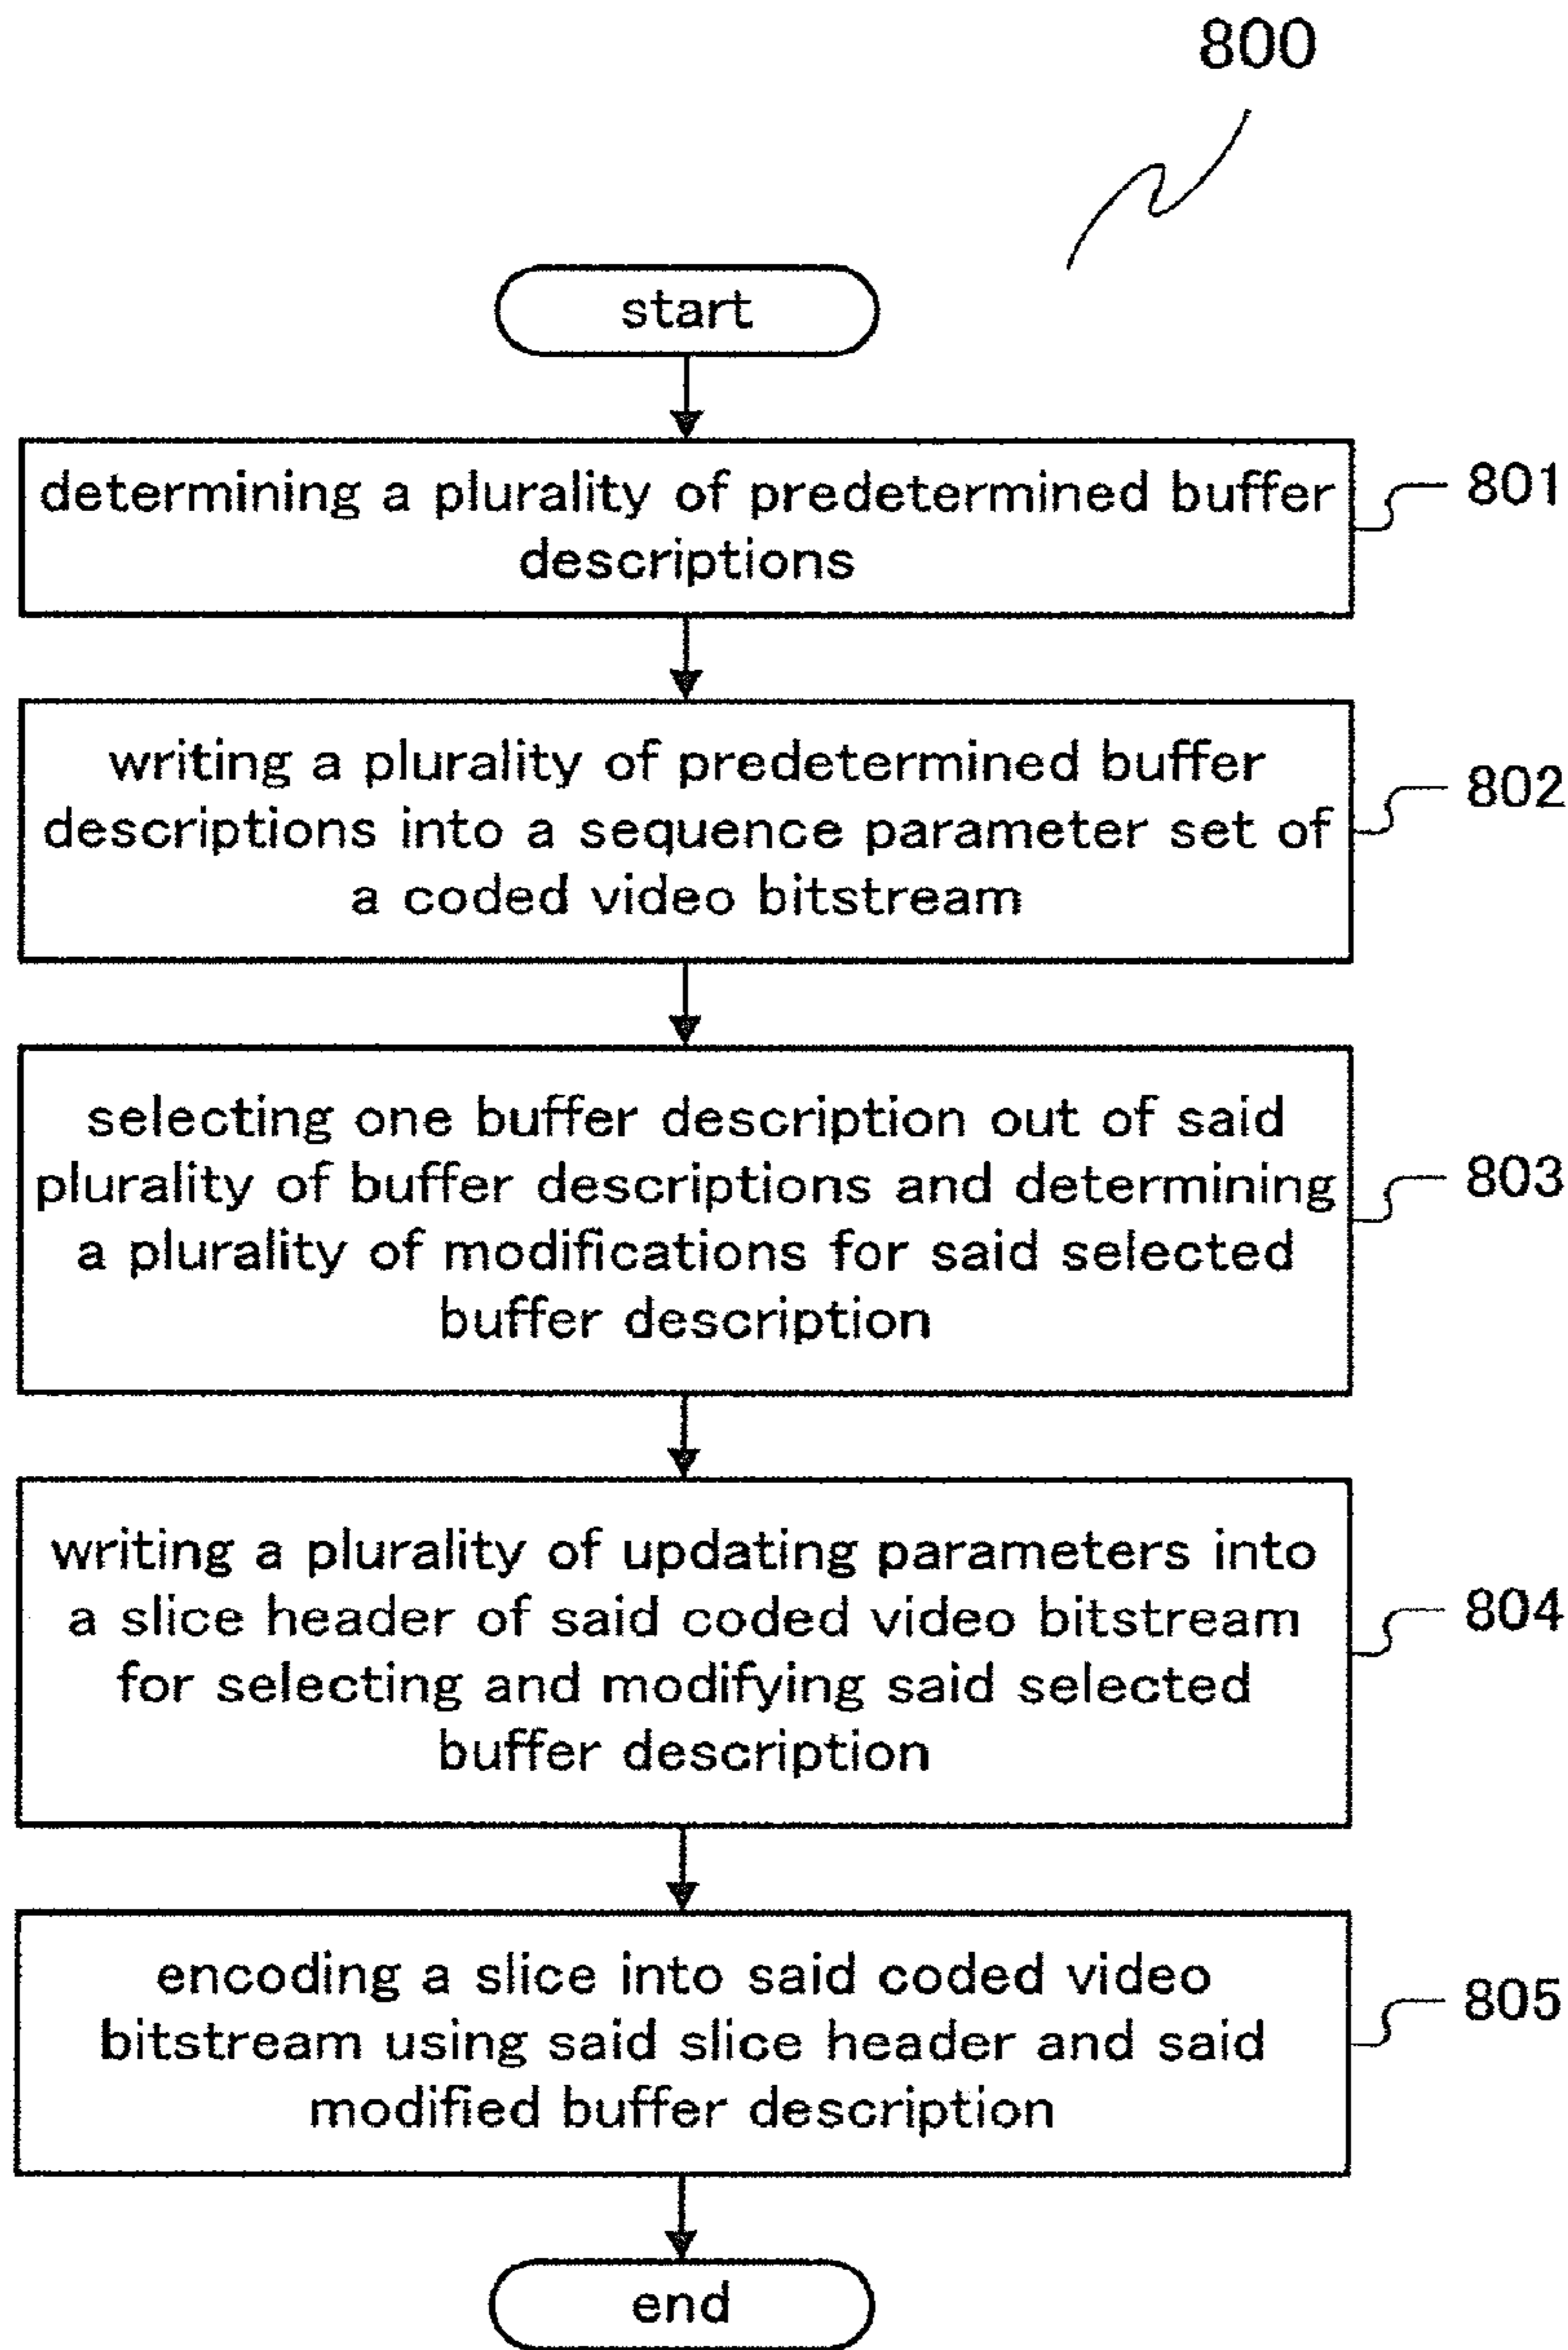 800
start
determining a plurality of predetermined buffer
descriptions
801
writing a plurality of predetermined buffer
descriptions into a sequence parameter set of
a coded video bitstream
802
selecting one buffer description out of said
plurality of buffer descriptions and determining
a plurality of modifications for said selected
buffer description
803
writing a plurality of updating parameters into
a slice header of said coded video bitstream
for selecting and modifying said selected
buffer description
804
encoding a slice into said coded video
bitstream using said slice header and said
modified buffer description
805
end